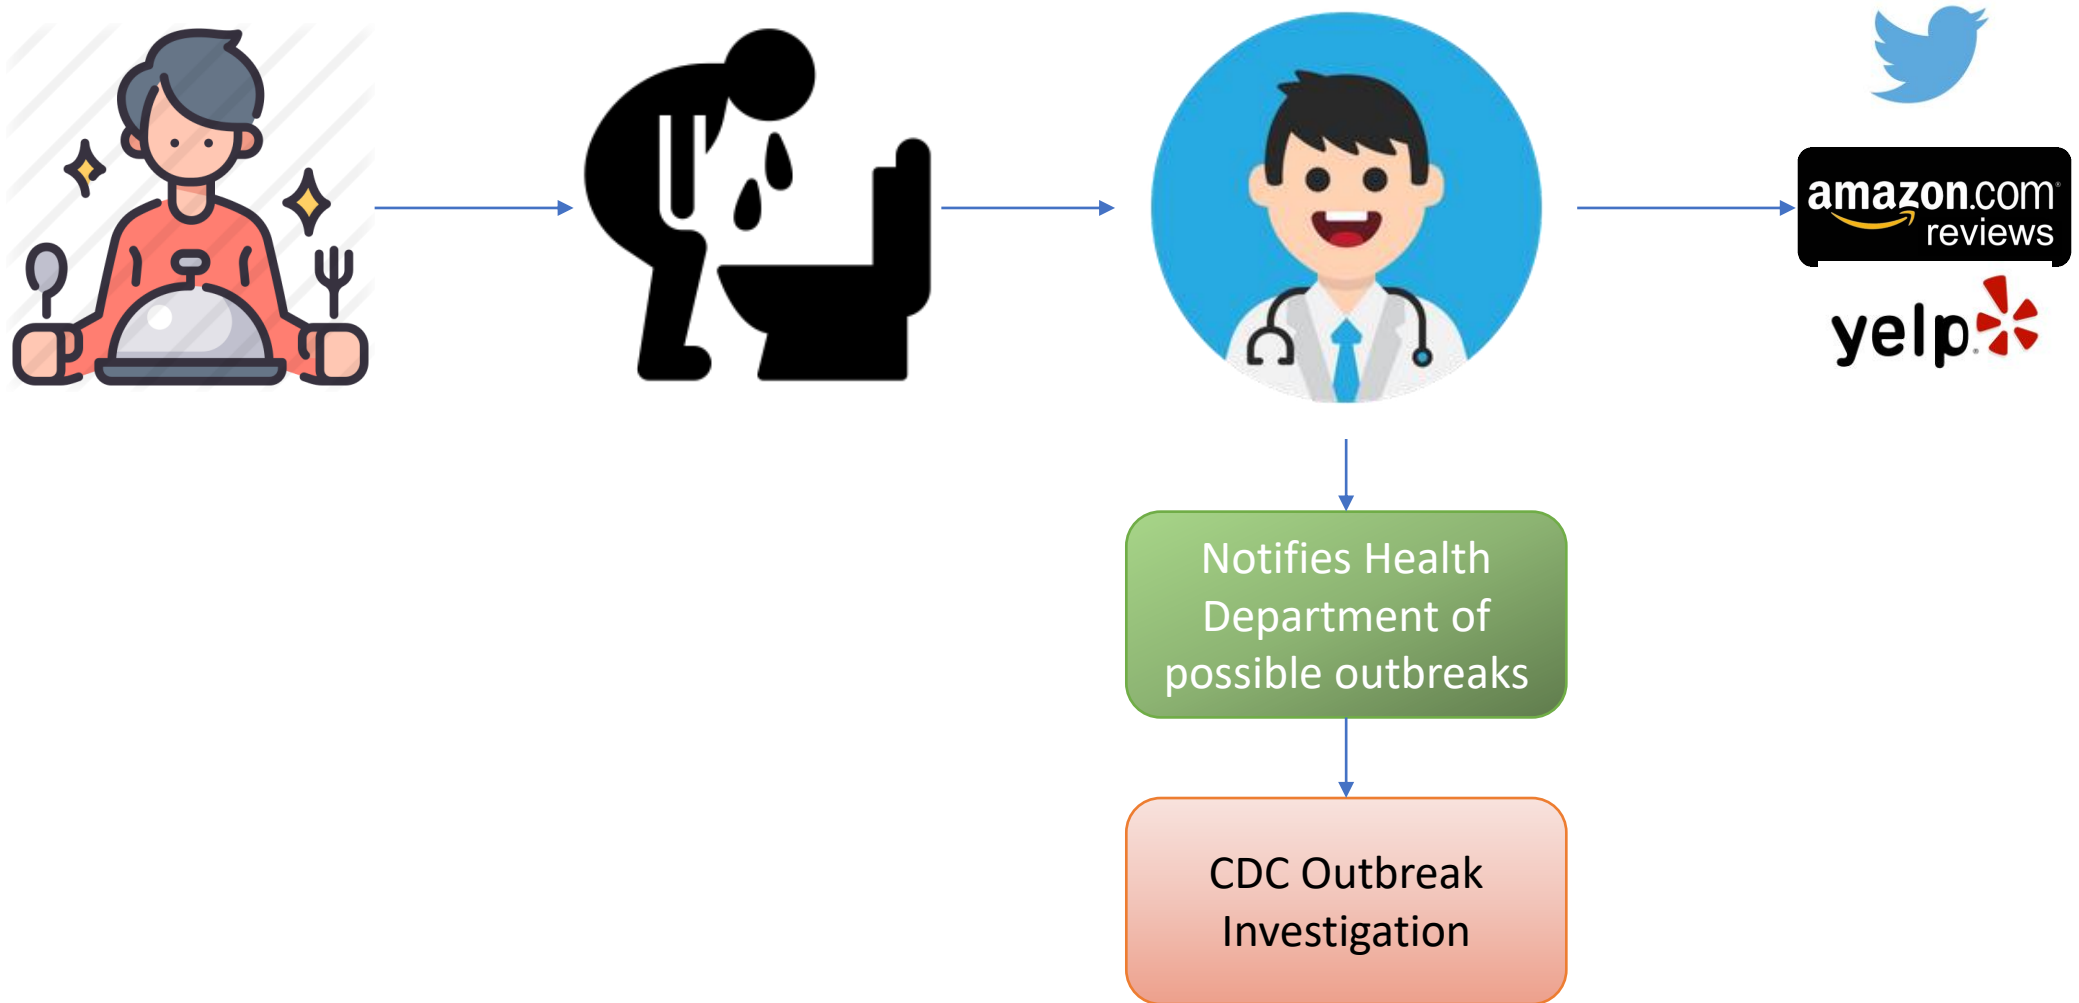 amazon.com
reviews
yelp
Notifies Health
Department of
possible outbreaks
CDC Outbreak
Investigation